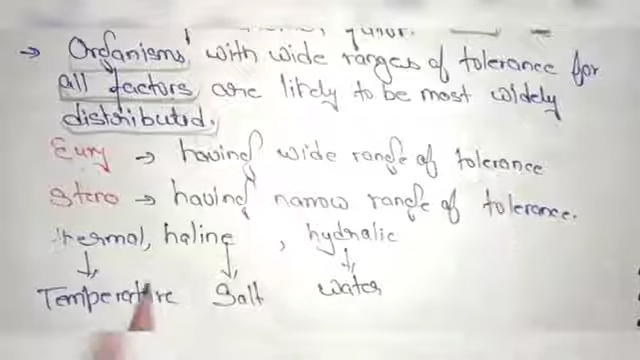 → Organisms with wide ranges of tolerance for
all factors are likely to be most widely
distributed.
Eury → having wide range of tolerance
Steno → having narrow range of tolerance.
thermal, haline, hydralic
↓ ↓ ↓
Temperature Salt water